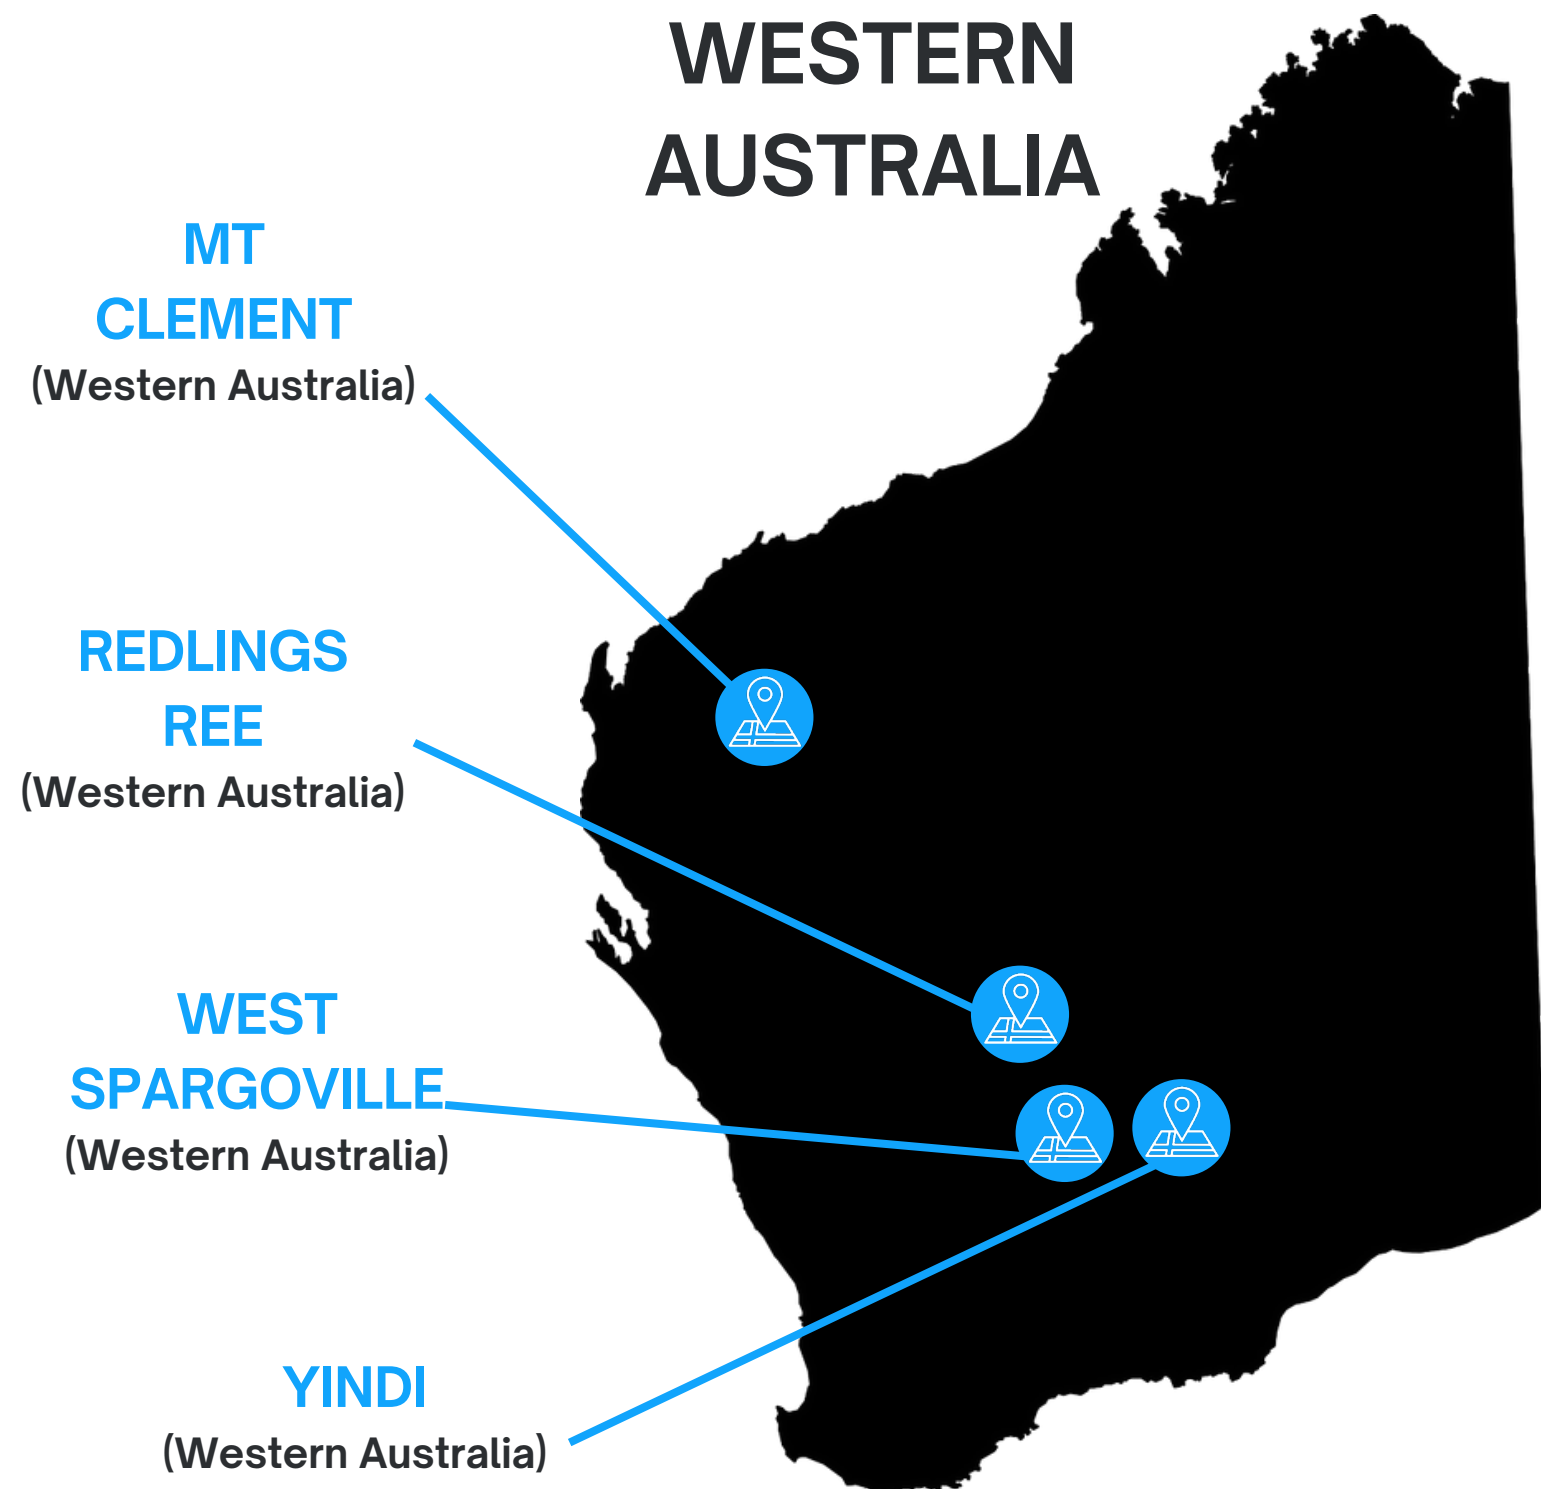 WESTERN
AUSTRALIA
MT
CLEMENT
(Western Australia)
REDLINGS
REE
(Western Australia)
WEST
SPARGOVILLE
(Western Australia)
YINDI
(Western Australia)